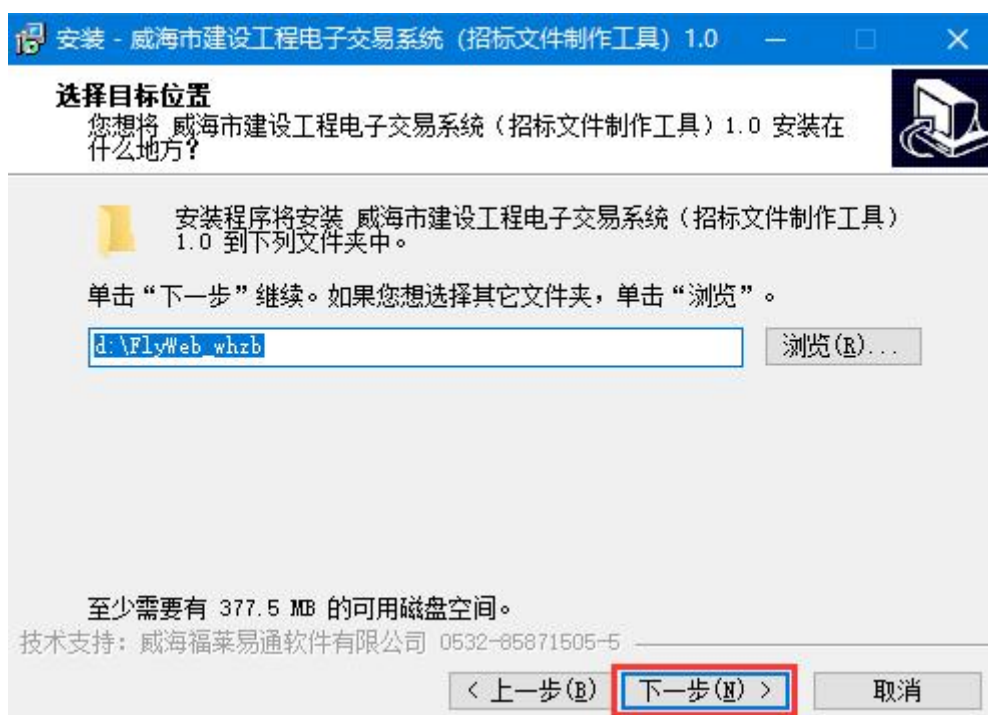 安装 - 威海市建设工程电子交易系统（招标文件制作工具）1.0
选择目标位置
您想将 威海市建设工程电子交易系统（招标文件制作工具）1.0 安装在
什么地方?
安装程序将安装 威海市建设工程电子交易系统（招标文件制作工具）
1.0 到下列文件夹中。
单击“下一步”继续。如果您想选择其它文件夹，单击“浏览”。
d:\FlyWeb_whzb
浏览(R)...
至少需要有 377.5 MB 的可用磁盘空间。
技术支持：威海福莱易通软件有限公司 0532-85871505-5
< 上一步(B)
下一步(N) >
取消